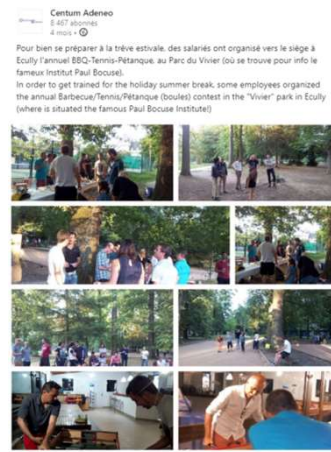 Centum Adeneo
8 467 abonnés
4 mois •
Pour bien se préparer à la trêve estivale, des salariés ont organisé vers le siège à
Ecully l'annuel BBQ-Tennis-Pétanque, au Parc du Vivier (où se trouve pour info le
fameux Institut Paul Bocuse).
In order to get trained for the holiday summer break, some employees organized
the annual Barbecue/Tennis/Pétanque (boules) contest in the "Vivier" park in Ecully
(where is situated the famous Paul Bocuse Institute!)